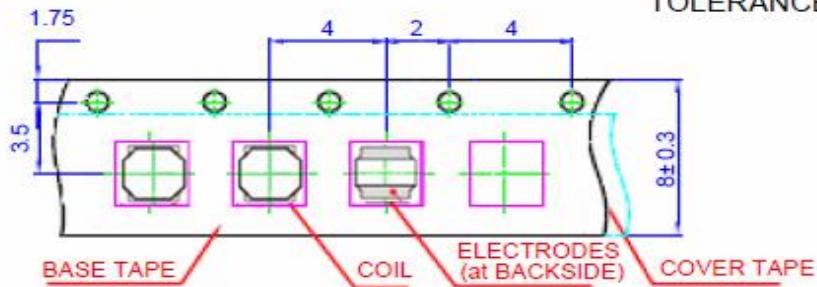 TOLERANCE
1.75
4
2
4
3.5
8±0.3
BASE TAPE
COIL
ELECTRODES
(at BACKSIDE)
COVER TAPE